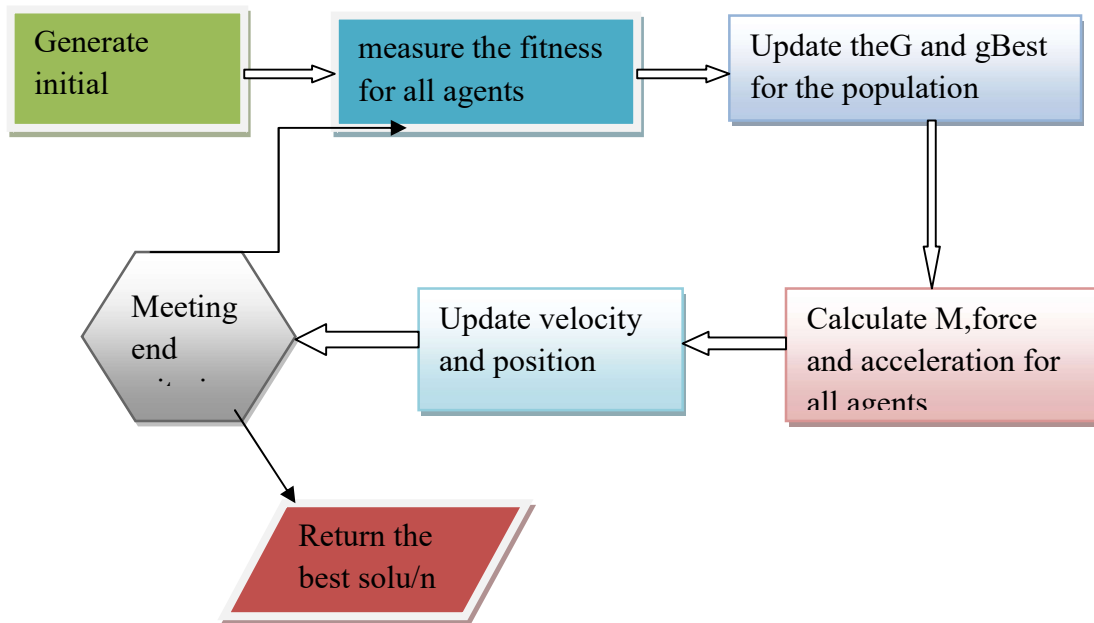 Generate
initial
measure the fitness
for all agents
Update theG and gBest
for the population
Calculate M,force
and acceleration for
all agents
Update velocity
and position
Meeting
end
Return the
best solu/n